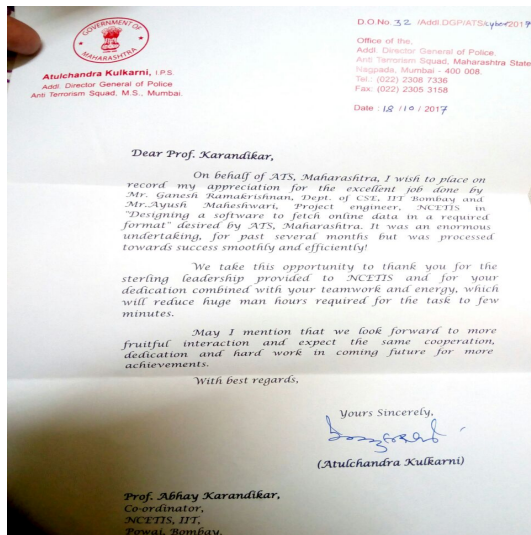 GOVERNMENT OF
MAHARASHTRA
Atulchandra Kulkarni, I.P.S
Addl. Director General of Police
Anti Terrorism Squad, M.S., Mumbai.
D.O.No 32 /Addl.DGP/ATS/cyber2017
Office of the,
Addl. Director General of Police,
Anti Terrorism Squad, Maharashtra State
Nagpada, Mumbai - 400 008.
Tel.: (022) 2308 7336
Fax: (022) 2305 3158
Date : 18/10/2017
Dear Prof. Karandikar,
On behalf of ATS, Maharashtra, I wish to place on
record my appreciation for the excellent job done by
Mr. Ganesh Ramakrishnan, Dept. of CSE, IIT Bombay and
Mr.Ayush Maheshwari, Project engineer, NCETIS in
"Designing a software to fetch online data in a required
format" desired by ATS, Maharashtra. It was an enormous
undertaking, for past several months but was processed
towards success smoothly and efficiently!
We take this opportunity to thank you for the
sterling leadership provided to NCETIS and for your
dedication combined with your teamwork and energy, which
will reduce huge man hours required for the task to few
minutes.
May I mention that we look forward to more
fruitful interaction and expect the same cooperation,
dedication and hard work in coming future for more
achievements.
With best regards,
Yours Sincerely,
(Atulchandra Kulkarni)
Prof. Abhay Karandikar,
Co-ordinator,
NCETIS, IIT,
Powai, Bombay.